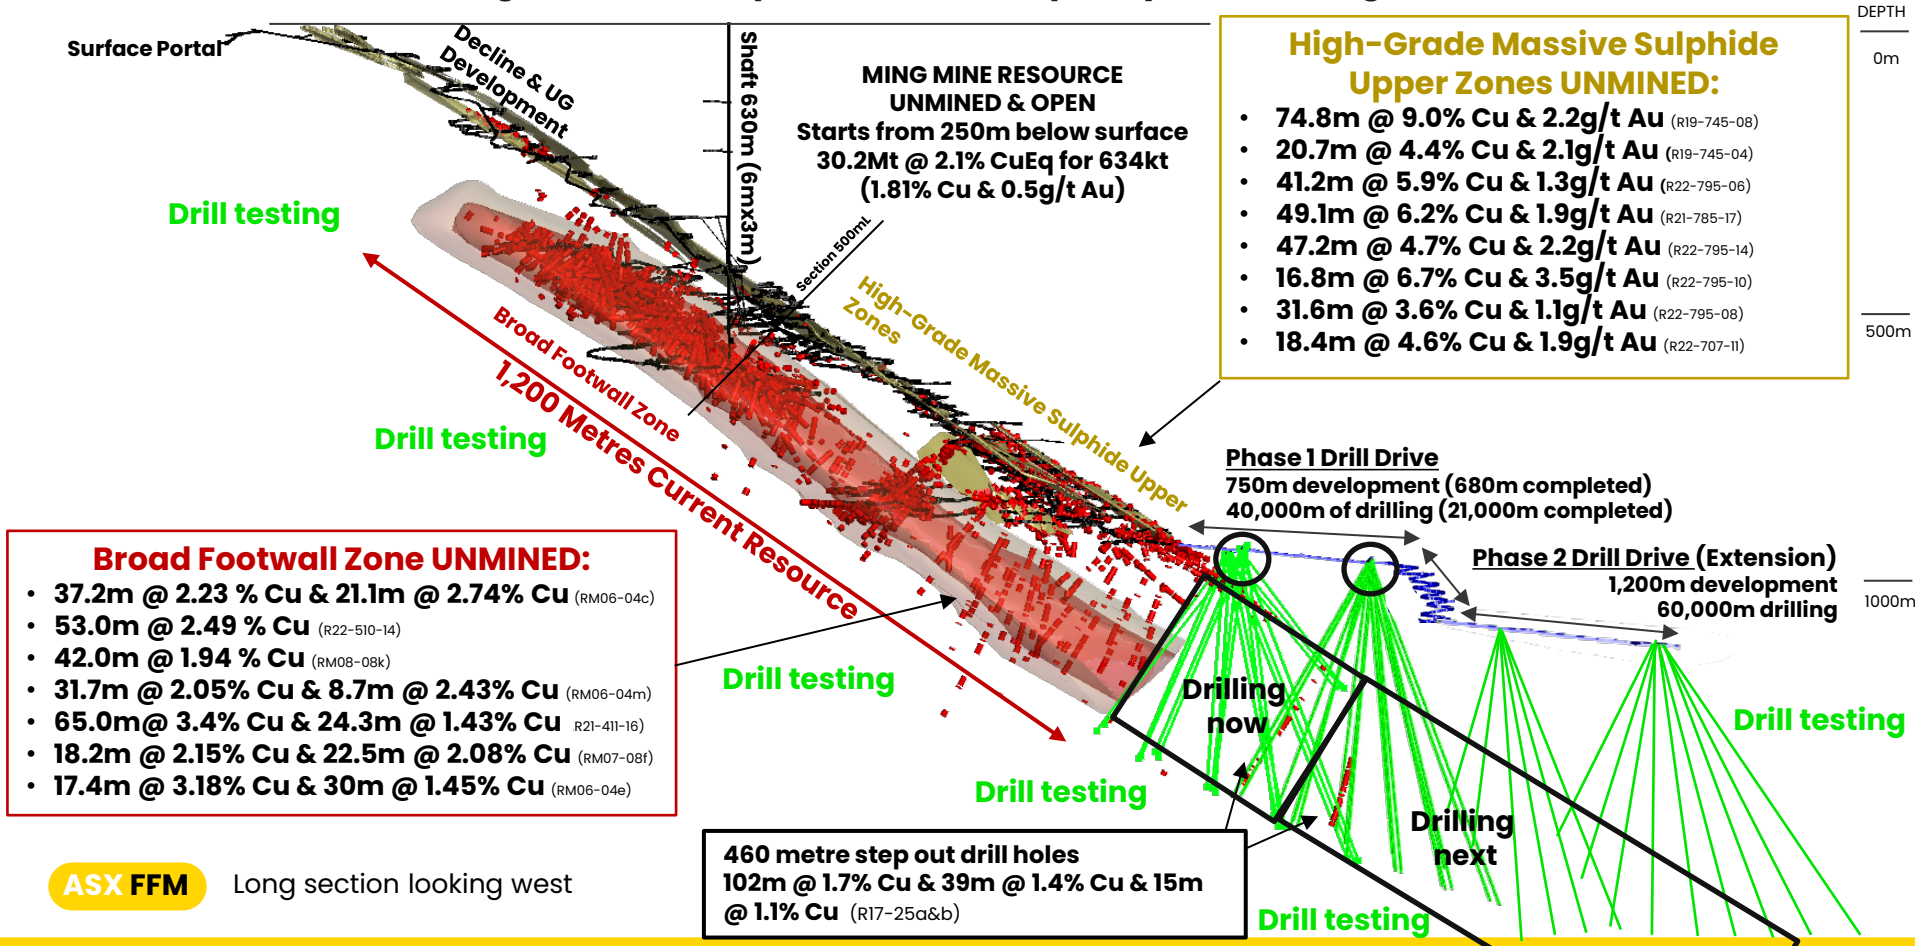 DEPTH
0m
500m
1000m
Surface Portal
Decline & UG
Development
Shaft 630m (6mx3m)
MING MINE RESOURCE
UNMINED & OPEN
Starts from 250m below surface
30.2Mt @ 2.1% CuEq for 634kt
(1.81% Cu & 0.5g/t Au)
Section 500mL
High-Grade Massive Sulphide
Upper Zones UNMINED:
• 74.8m @ 9.0% Cu & 2.2g/t Au (R19-745-08)
• 20.7m @ 4.4% Cu & 2.1g/t Au (R19-745-04)
• 41.2m @ 5.9% Cu & 1.3g/t Au (R22-795-06)
• 49.1m @ 6.2% Cu & 1.9g/t Au (R21-785-17)
• 47.2m @ 4.7% Cu & 2.2g/t Au (R22-795-14)
• 16.8m @ 6.7% Cu & 3.5g/t Au (R22-795-10)
• 31.6m @ 3.6% Cu & 1.1g/t Au (R22-795-08)
• 18.4m @ 4.6% Cu & 1.9g/t Au (R22-707-11)
Drill testing
High-Grade Massive Sulphide Upper
Zones
Broad Footwall Zone
1,200 Metres Current Resource
Drill testing
Phase 1 Drill Drive
750m development (680m completed)
40,000m of drilling (21,000m completed)
Phase 2 Drill Drive (Extension)
1,200m development
60,000m drilling
Broad Footwall Zone UNMINED:
• 37.2m @ 2.23 % Cu & 21.1m @ 2.74% Cu (RM06-04c)
• 53.0m @ 2.49 % Cu (R22-510-14)
• 42.0m @ 1.94 % Cu (RM08-08k)
• 31.7m @ 2.05% Cu & 8.7m @ 2.43% Cu (RM06-04m)
• 65.0m@ 3.4% Cu & 24.3m @ 1.43% Cu R21-411-16)
• 18.2m @ 2.15% Cu & 22.5m @ 2.08% Cu (RM07-08f)
• 17.4m @ 3.18% Cu & 30m @ 1.45% Cu (RM06-04e)
Drill testing
Drilling
now
Drill testing
Drill testing
Drilling
next
460 metre step out drill holes
102m @ 1.7% Cu & 39m @ 1.4% Cu & 15m
@ 1.1% Cu (R17-25a&b)
Drill testing
ASX FFM
Long section looking west